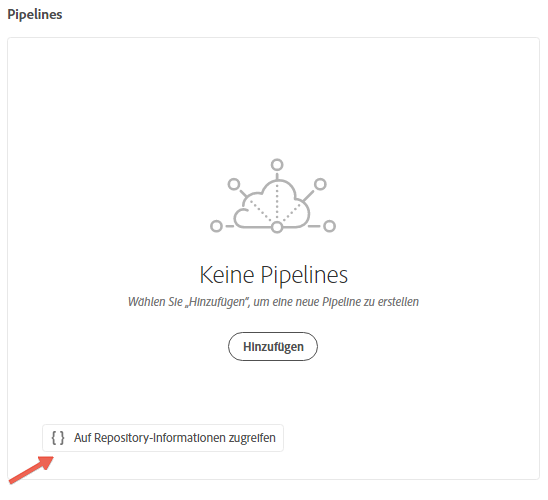 Pipelines
Keine Pipelines
Wählen Sie „Hinzufügen“, um eine neue Pipeline zu erstellen
Hinzufügen
{ } Auf Repository-Informationen zugreifen